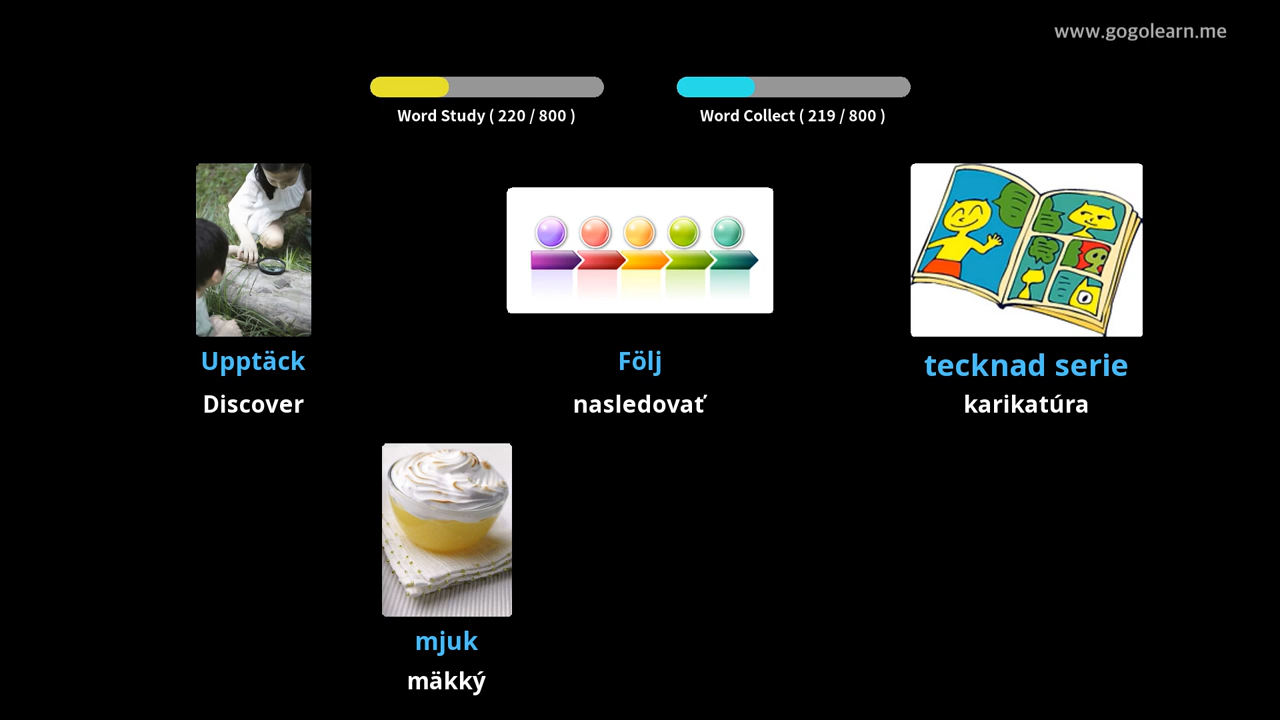 www.gogolearn.me
Word Study ( 220 / 800 )
Word Collect ( 219 / 800 )
Upptäck
Följ
tecknad serie
Discover
nasledovať
karikatúra
mjuk
mäkký